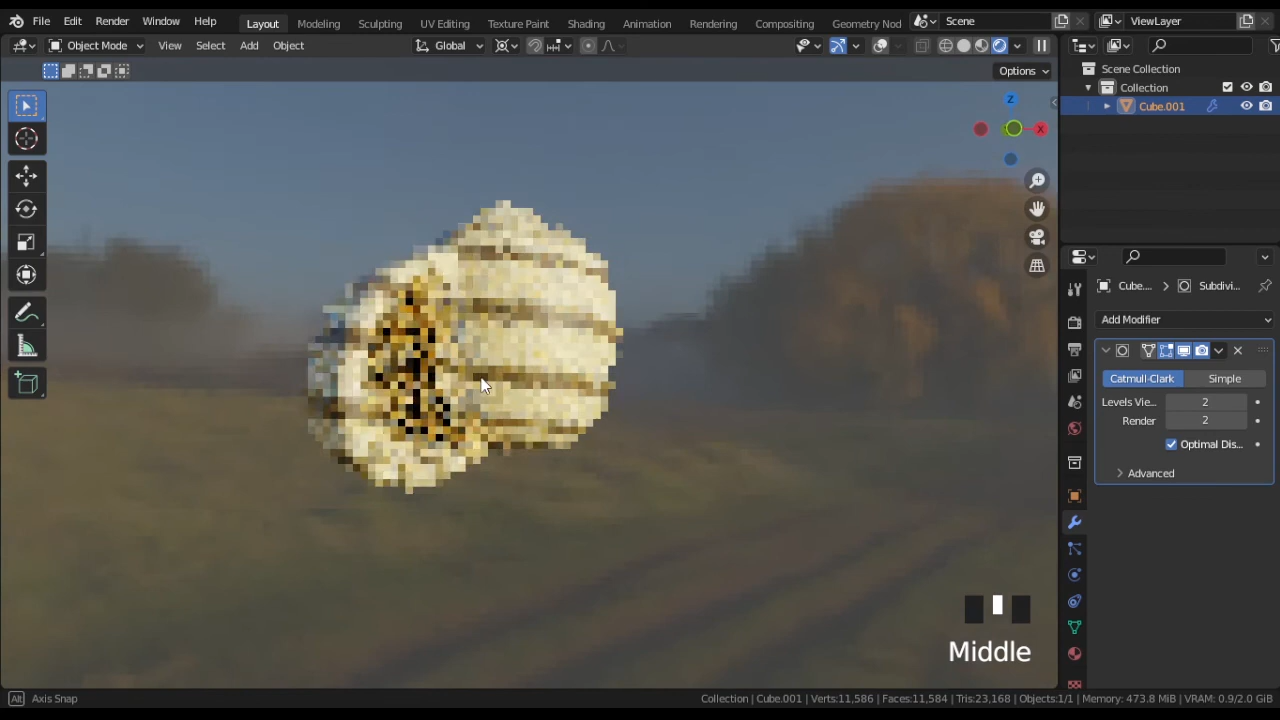 File Edit Render Window Help Layout Modeling Sculpting UV Editing Texture Paint Shading Animation Rendering Compositing Geometry Nod Scene ViewLayer
Object Mode View Select Add Object Global
Options
Z
X
Scene Collection
Collection
Cube.001
Cube... > Subdivi...
Add Modifier
Catmull-Clark Simple
Levels Vie... 2
Render 2
Optimal Dis...
Advanced
Middle
Alt Axis Snap Collection | Cube.001 | Verts:11,586 | Faces:11,584 | Tris:23,168 | Objects:1/1 | Memory: 473.8 MiB | VRAM: 0.9/2.0 GiB